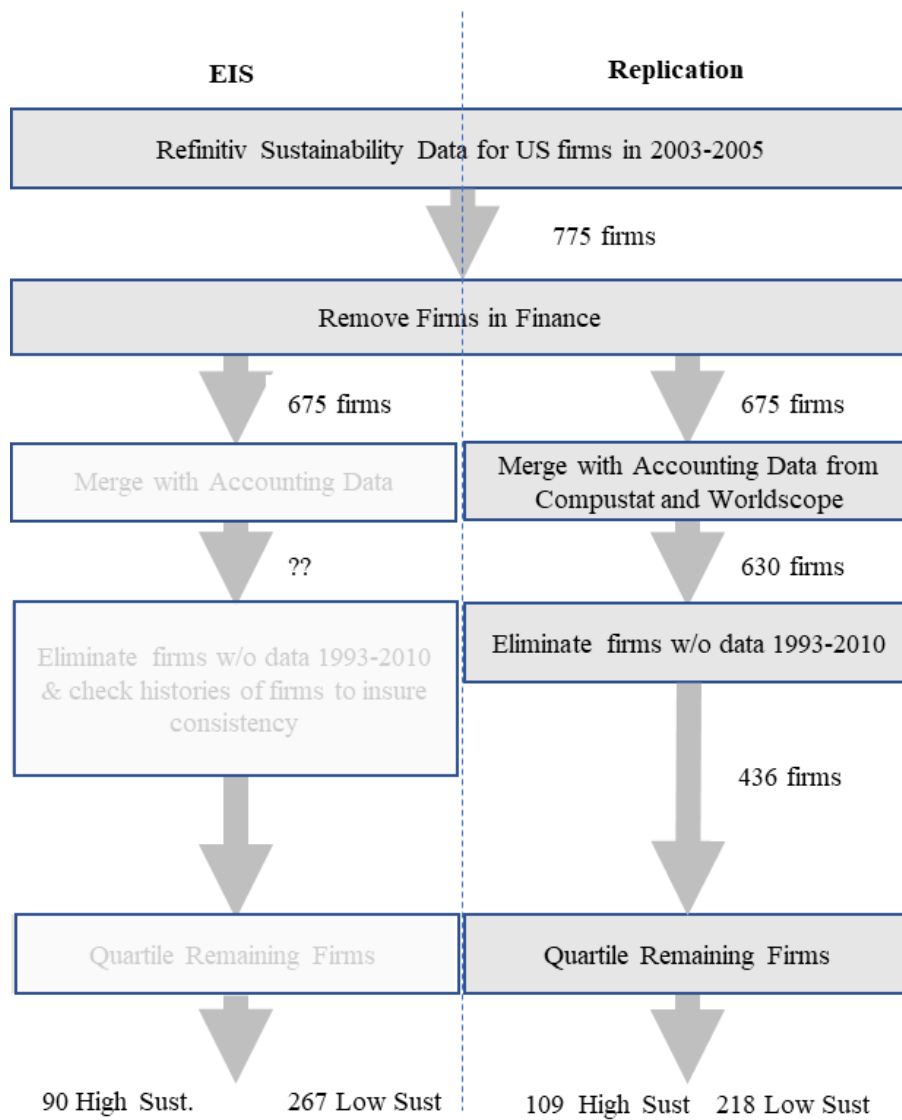 EIS
Replication
Refinitiv Sustainability Data for US firms in 2003-2005
775 firms
Remove Firms in Finance
675 firms
675 firms
Merge with Accounting Data
Merge with Accounting Data from
Compustat and Worldscope
??
630 firms
Eliminate firms w/o data 1993-2010
& check histories of firms to insure
consistency
Eliminate firms w/o data 1993-2010
436 firms
Quartile Remaining Firms
Quartile Remaining Firms
90 High Sust.
267 Low Sust
109 High Sust
218 Low Sust